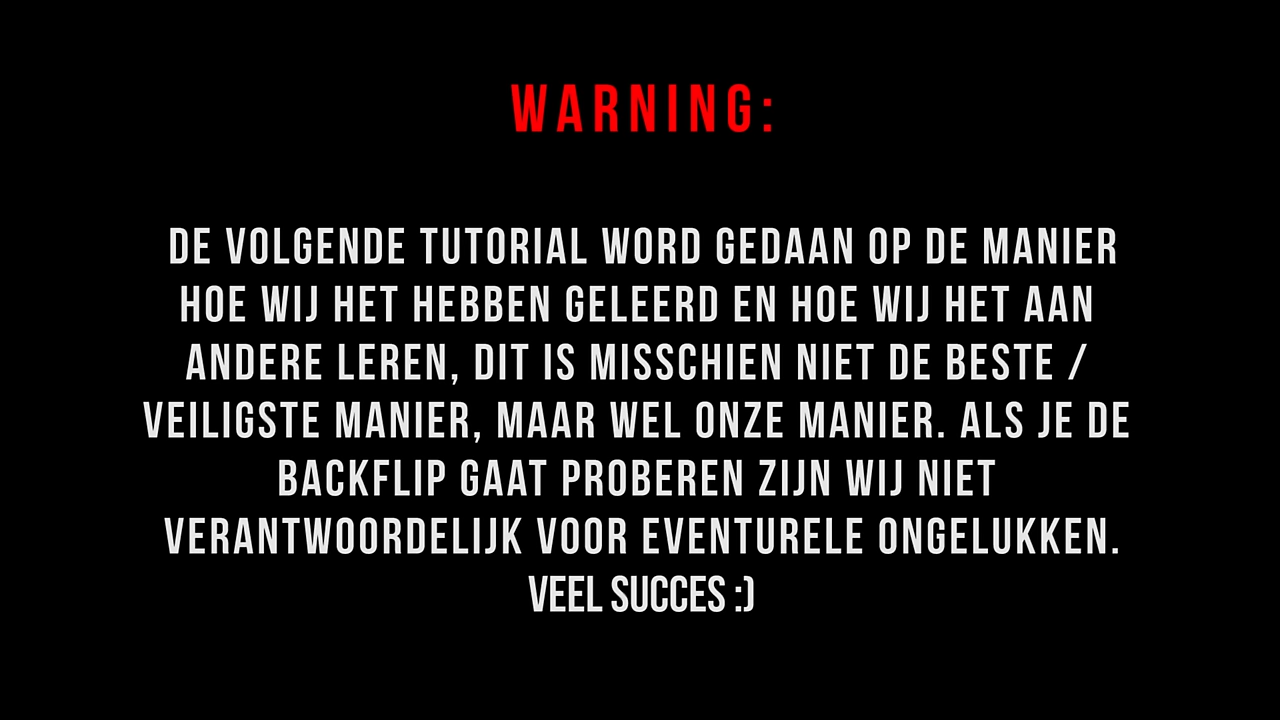 WARNING:
DE VOLGENDE TUTORIAL WORD GEDAAN OP DE MANIER
HOE WIJ HET HEBBEN GELEERD EN HOE WIJ HET AAN
ANDERE LEREN, DIT IS MISSCHIEN NIET DE BESTE /
VEILIGSTE MANIER, MAAR WEL ONZE MANIER. ALS JE DE
BACKFLIP GAAT PROBEREN ZIJN WIJ NIET
VERANTWOORDELIJK VOOR EVENTURELE ONGELUKKEN.
VEEL SUCCES :)